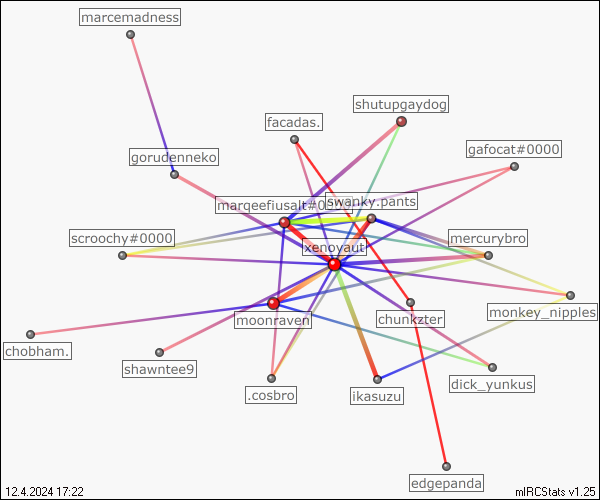 marcemadness
shutupgaydog
facadas.
gafocat#0000
gorudenneko
marqeefiusalt#0
swanky.pants
scroochy#0000
mercurybro
xenoyaut
monkey_nipples
moonraven
chunkzter
chobham.
shawntee9
dick_yunkus
.cosbro
ikasuzu
edgepanda
12.4.2024 17:22
mIRCStats v1.25